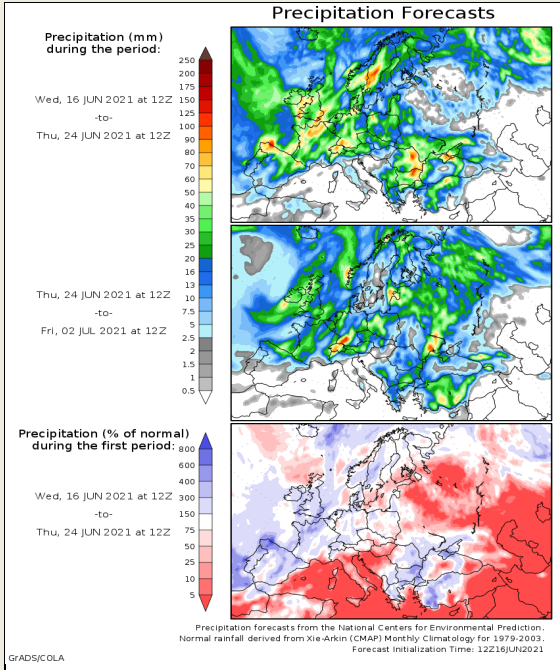 Precipitation Forecasts
Precipitation (mm)
during the period:
Wed, 16 JUN 2021 at 12Z
-to-
Thu, 24 JUN 2021 at 12Z
250
200
175
150
125
100
90
80
70
60
50
40
35
30
25
20
16
13
10
7.5
5
2.5
2
1.5
1
0.5
Thu, 24 JUN 2021 at 12Z
-to-
Fri, 02 JUL 2021 at 12Z
Precipitation (% of normal)
during the first period:
Wed, 16 JUN 2021 at 12Z
-to-
Thu, 24 JUN 2021 at 12Z
800
600
400
300
150
75
50
25
10
5
Precipitation forecasts from the National Centers for Environmental Prediction.
Normal rainfall derived from Xie-Arkin (CMAP) Monthly Climatology for 1979-2003.
Forecast Initialization Time: 12Z16JUN2021
GrADS/COLA